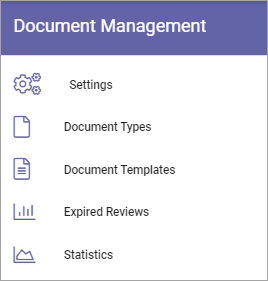 Document Management
Settings
Document Types
Document Templates
Expired Reviews
Statistics